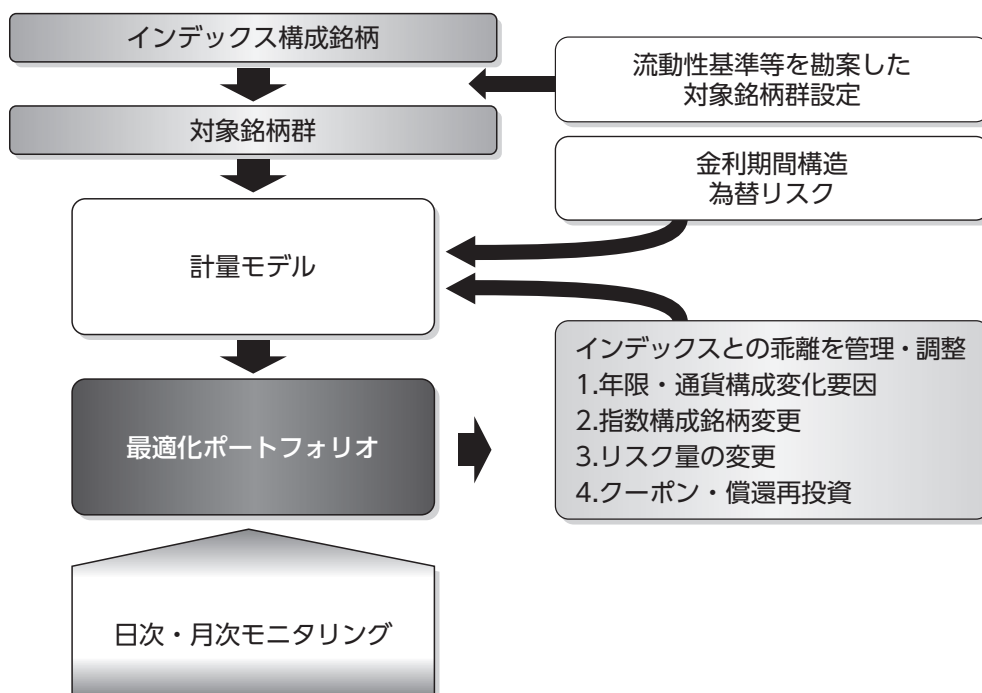 インデックス構成銘柄
流動性基準等を勘案した
対象銘柄群設定
対象銘柄群
金利期間構造
為替リスク
計量モデル
インデックスとの乖離を管理・調整
1.年限・通貨構成変化要因
2.指数構成銘柄変更
3.リスク量の変更
4.クーポン・償還再投資
最適化ポートフォリオ
日次・月次モニタリング